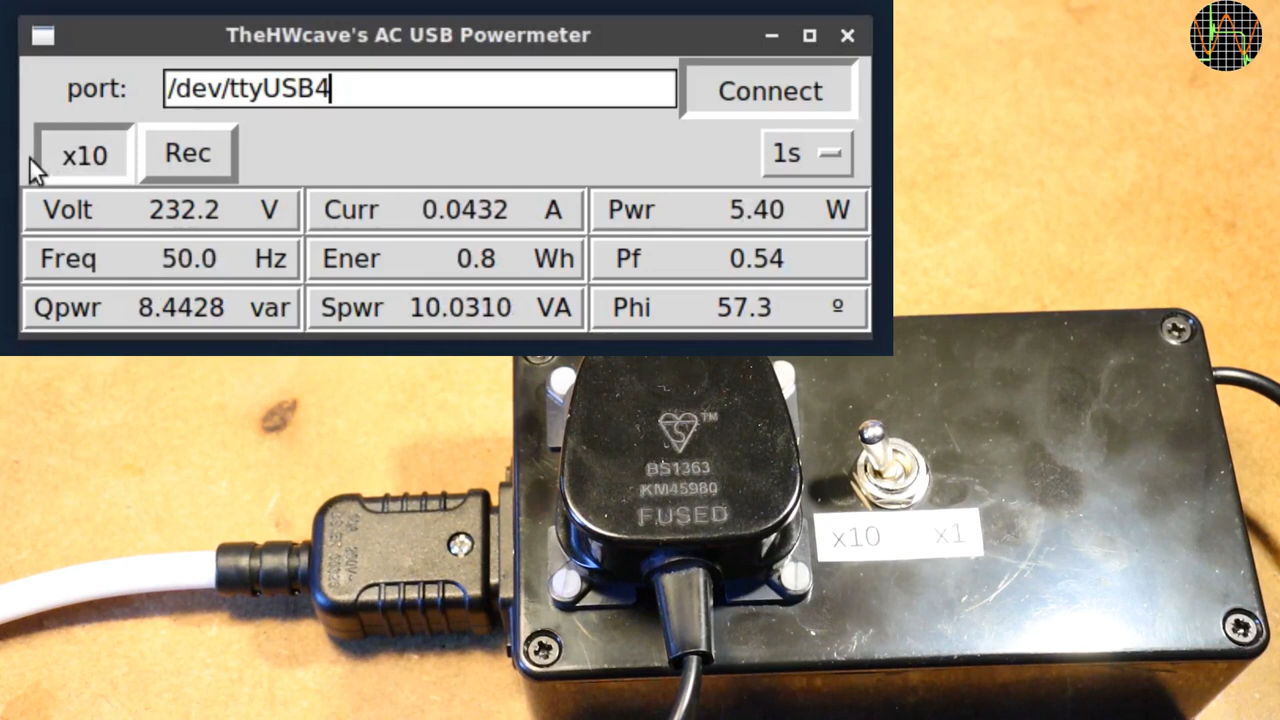 TheHWcave's AC USB Powermeter
port: /dev/ttyUSB4 Connect
x10 Rec 1s
Volt 232.2 V Curr 0.0432 A Pwr 5.40 W
Freq 50.0 Hz Ener 0.8 Wh Pf 0.54
Qpwr 8.4428 var Spwr 10.0310 VA Phi 57.3 º
™
BS1363
KM45980
FUSED
x10 x1